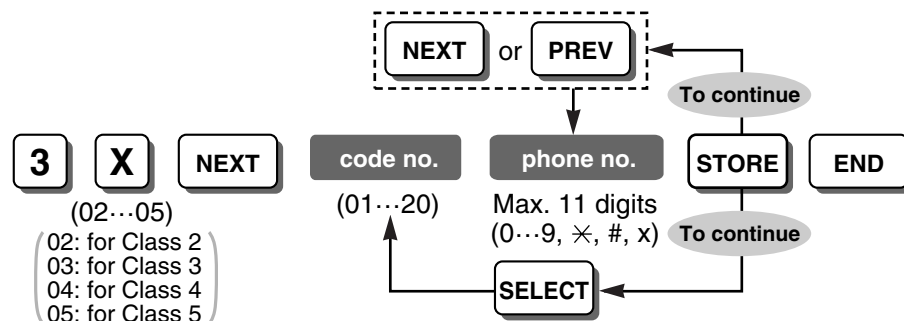 NEXT or PREV
To continue
3 X NEXT code no. phone no. STORE END
(02···05) (01···20) Max. 11 digits
(0···9, ✳, #, x) To continue
02: for Class 2
03: for Class 3
04: for Class 4
05: for Class 5
SELECT